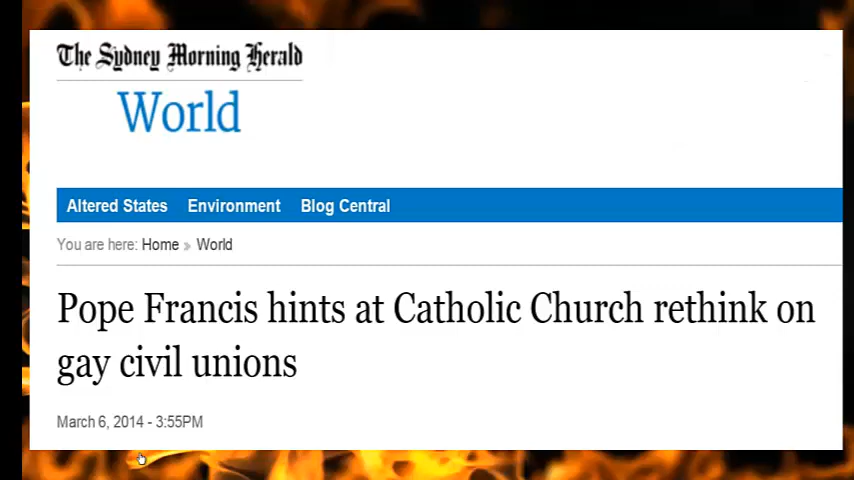 The Sydney Morning Herald
World
Altered States Environment Blog Central
You are here: Home » World
Pope Francis hints at Catholic Church rethink on
gay civil unions
March 6, 2014 - 3:55PM